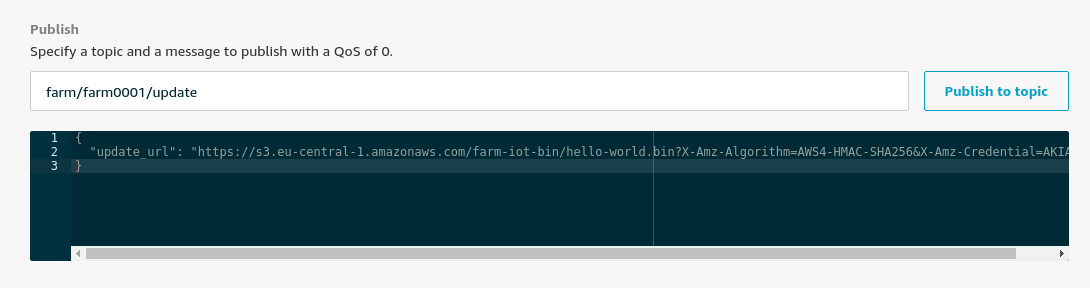 Publish
Specify a topic and a message to publish with a QoS of 0.
farm/farm0001/update
Publish to topic
1 {
2 "update_url": "https://s3.eu-central-1.amazonaws.com/farm-iot-bin/hello-world.bin?X-Amz-Algorithm=AWS4-HMAC-SHA256&X-Amz-Credential=AKIA
3 }